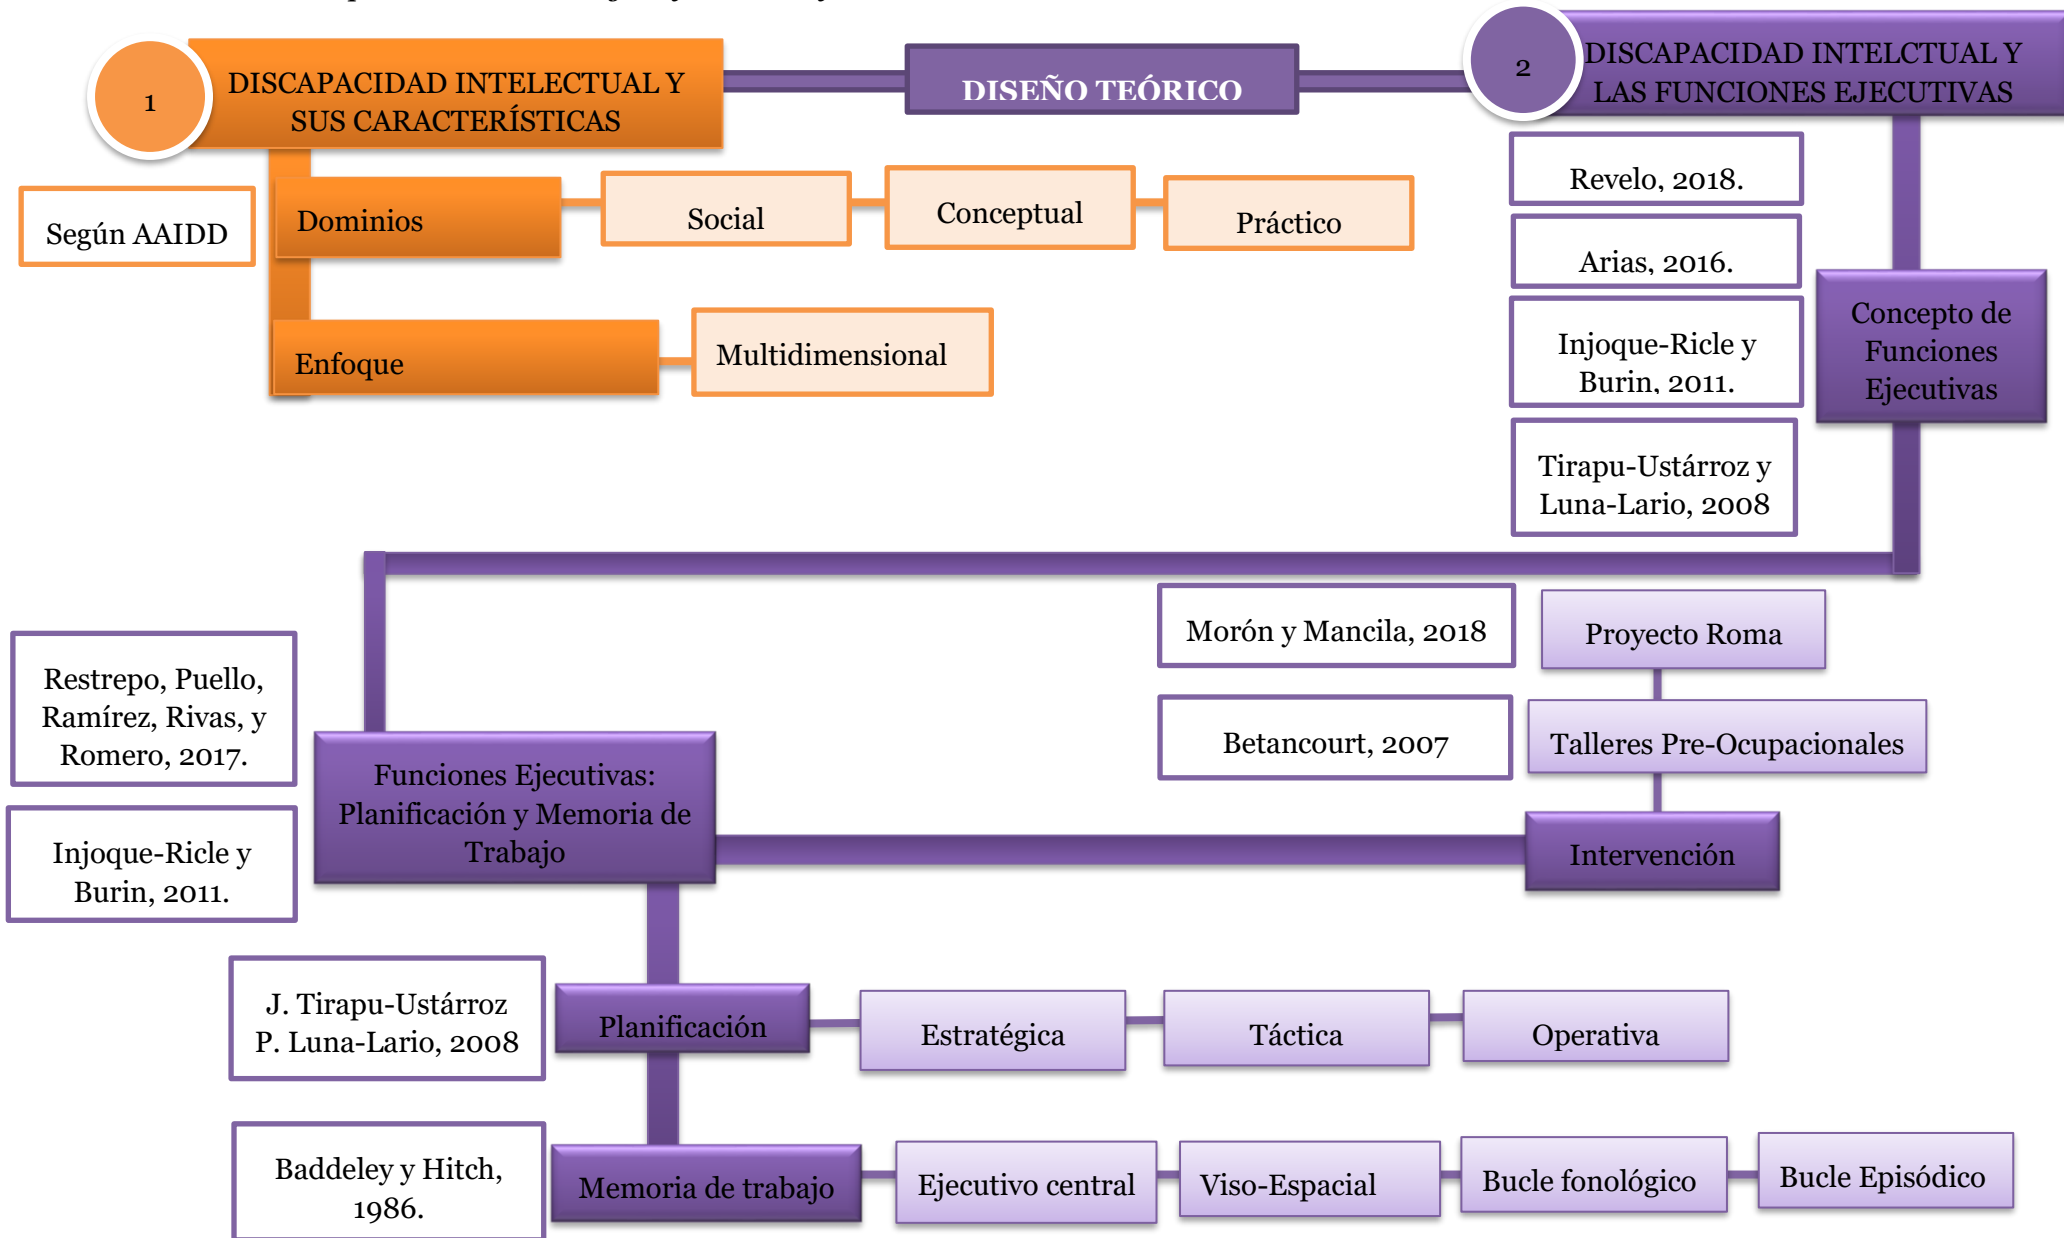 1
DISCAPACIDAD INTELECTUAL Y
SUS CARACTERÍSTICAS
DISEÑO TEÓRICO
2
DISCAPACIDAD INTELCTUAL Y
LAS FUNCIONES EJECUTIVAS
Según AAIDD
Dominios
Social
Conceptual
Práctico
Enfoque
Multidimensional
Revelo, 2018.
Arias, 2016.
Injoque-Ricle y
Burin, 2011.
Tirapu-Ustárroz y
Luna-Lario, 2008
Concepto de
Funciones
Ejecutivas
Morón y Mancila, 2018
Proyecto Roma
Betancourt, 2007
Talleres Pre-Ocupacionales
Intervención
Restrepo, Puello,
Ramírez, Rivas, y
Romero, 2017.
Injoque-Ricle y
Burin, 2011.
Funciones Ejecutivas:
Planificación y Memoria de
Trabajo
J. Tirapu-Ustárroz
P. Luna-Lario, 2008
Planificación
Estratégica
Táctica
Operativa
Baddeley y Hitch,
1986.
Memoria de trabajo
Ejecutivo central
Viso-Espacial
Bucle fonológico
Bucle Episódico